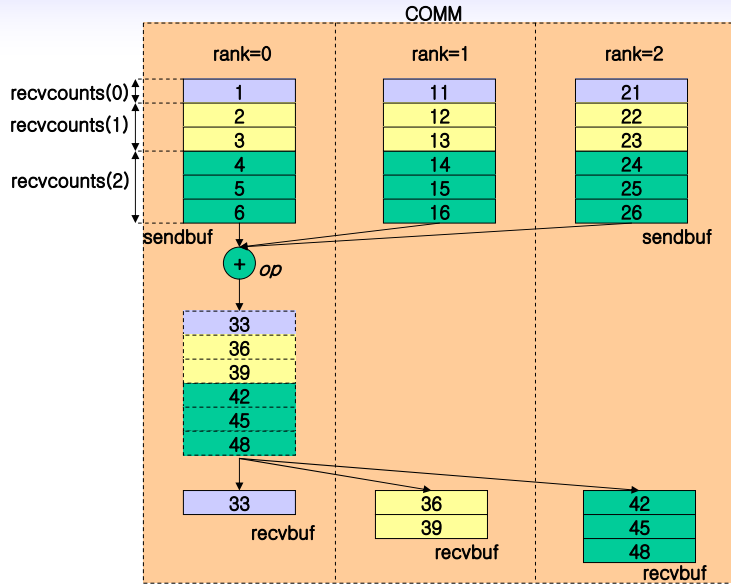 COMM
rank=0 rank=1 rank=2
recvcounts(0) 1 11 21
recvcounts(1) 2 12 22
3 13 23
recvcounts(2) 4 14 24
5 15 25
6 16 26
sendbuf sendbuf
+ op
33
36
39
42
45
48
33 36 42
recvbuf 39 45
recvbuf 48
recvbuf